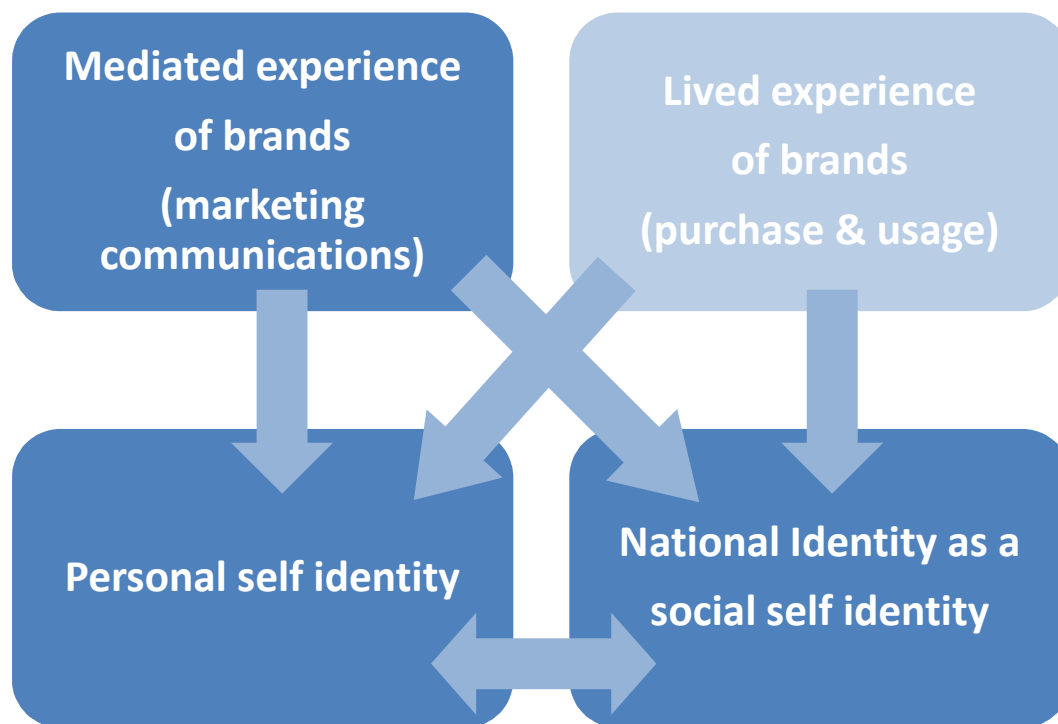 Mediated experience
of brands
(marketing
communications)
Lived experience
of brands
(purchase & usage)
Personal self identity
National Identity as a
social self identity